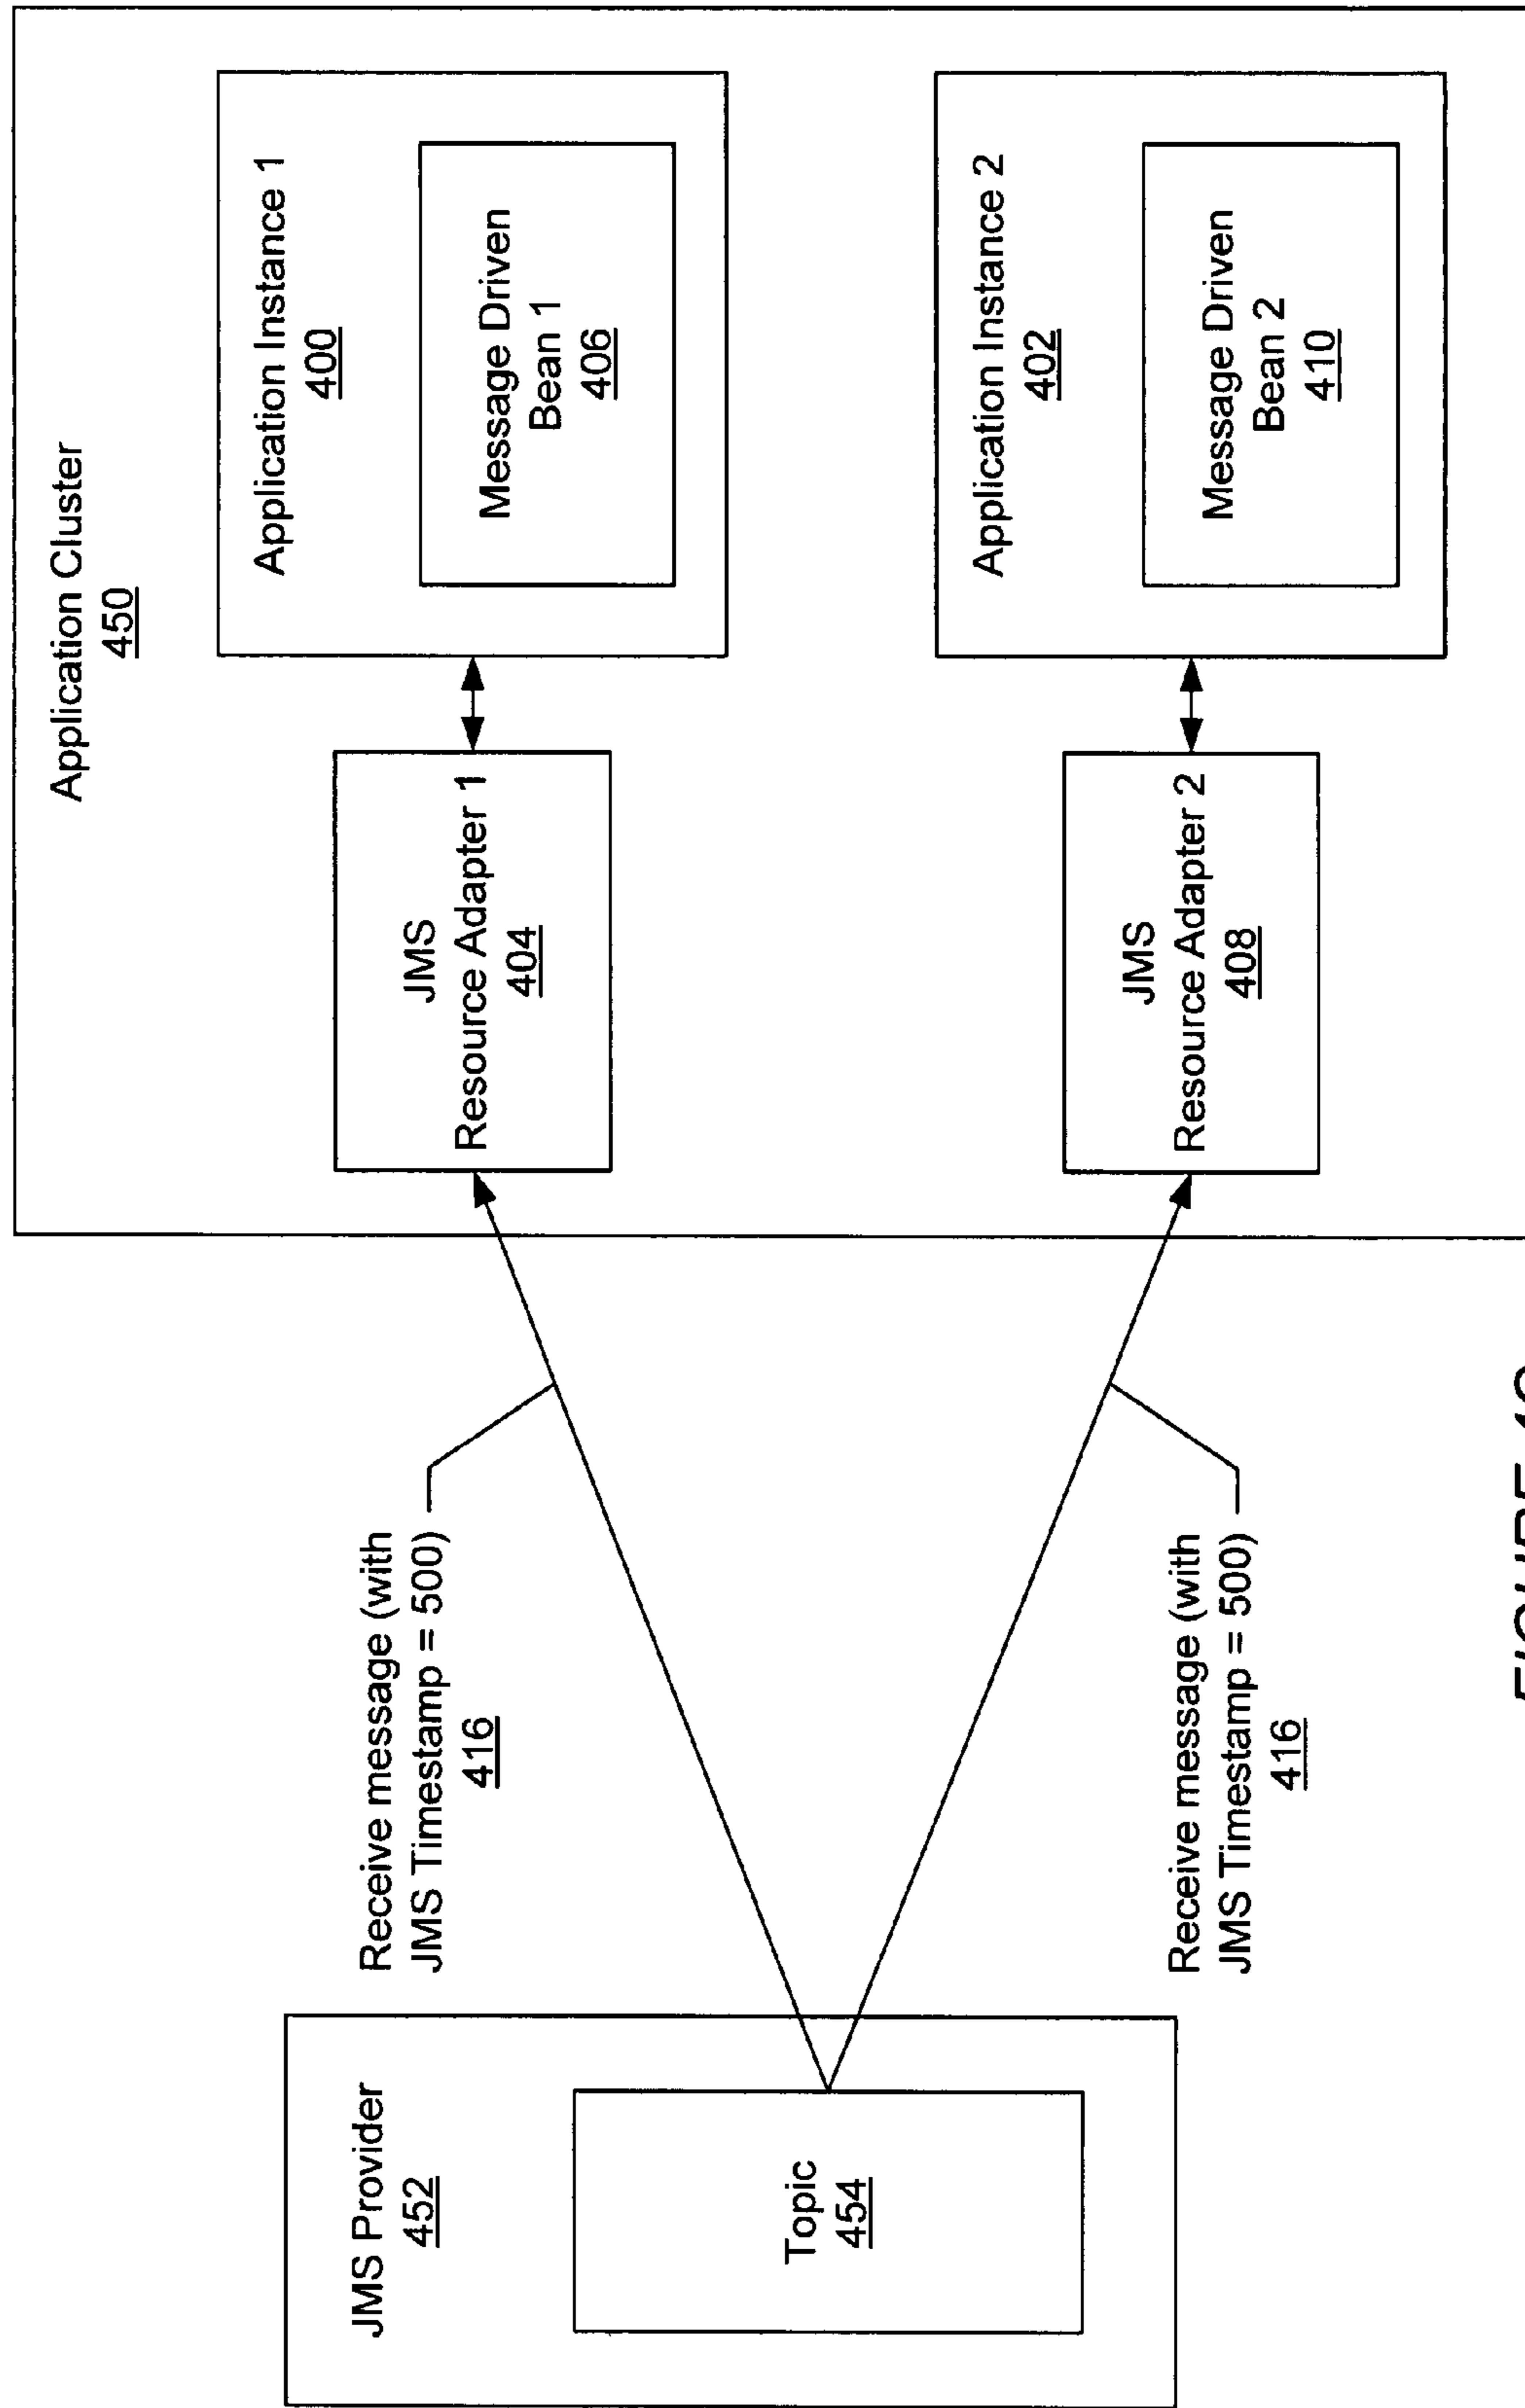 Application Cluster
450
JMS Provider
452
Topic
454
Receive message (with
JMS Timestamp = 500)
416
Receive message (with
JMS Timestamp = 500)
416
JMS
Resource Adapter 1
404
Application Instance 1
400
Message Driven
Bean 1
406
JMS
Resource Adapter 2
408
Application Instance 2
402
Message Driven
Bean 2
410
FIGURE